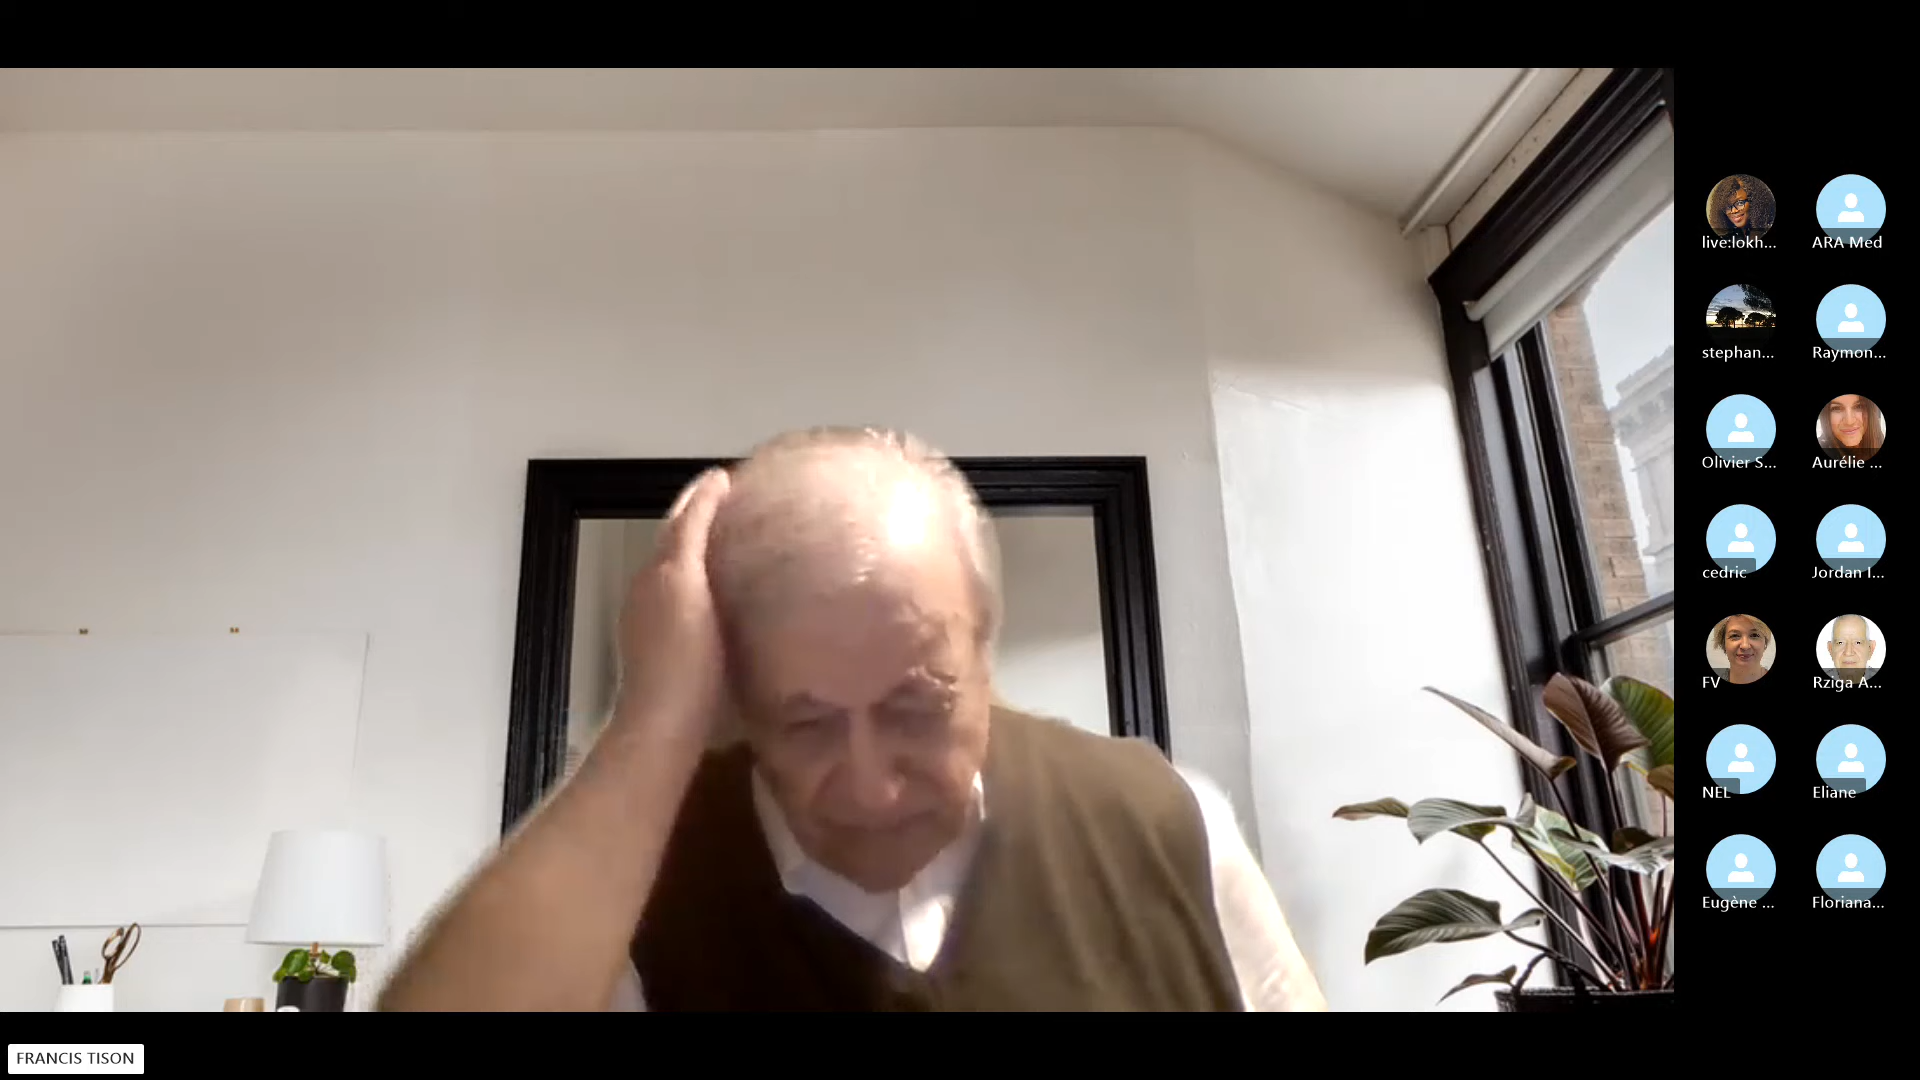 live:lokh...
ARA Med
stephan...
Raymon...
Olivier S...
Aurélie ...
cedric
Jordan I...
FV
Rziga A...
NEL
Eliane
Eugène ...
Floriana...
FRANCIS TISON